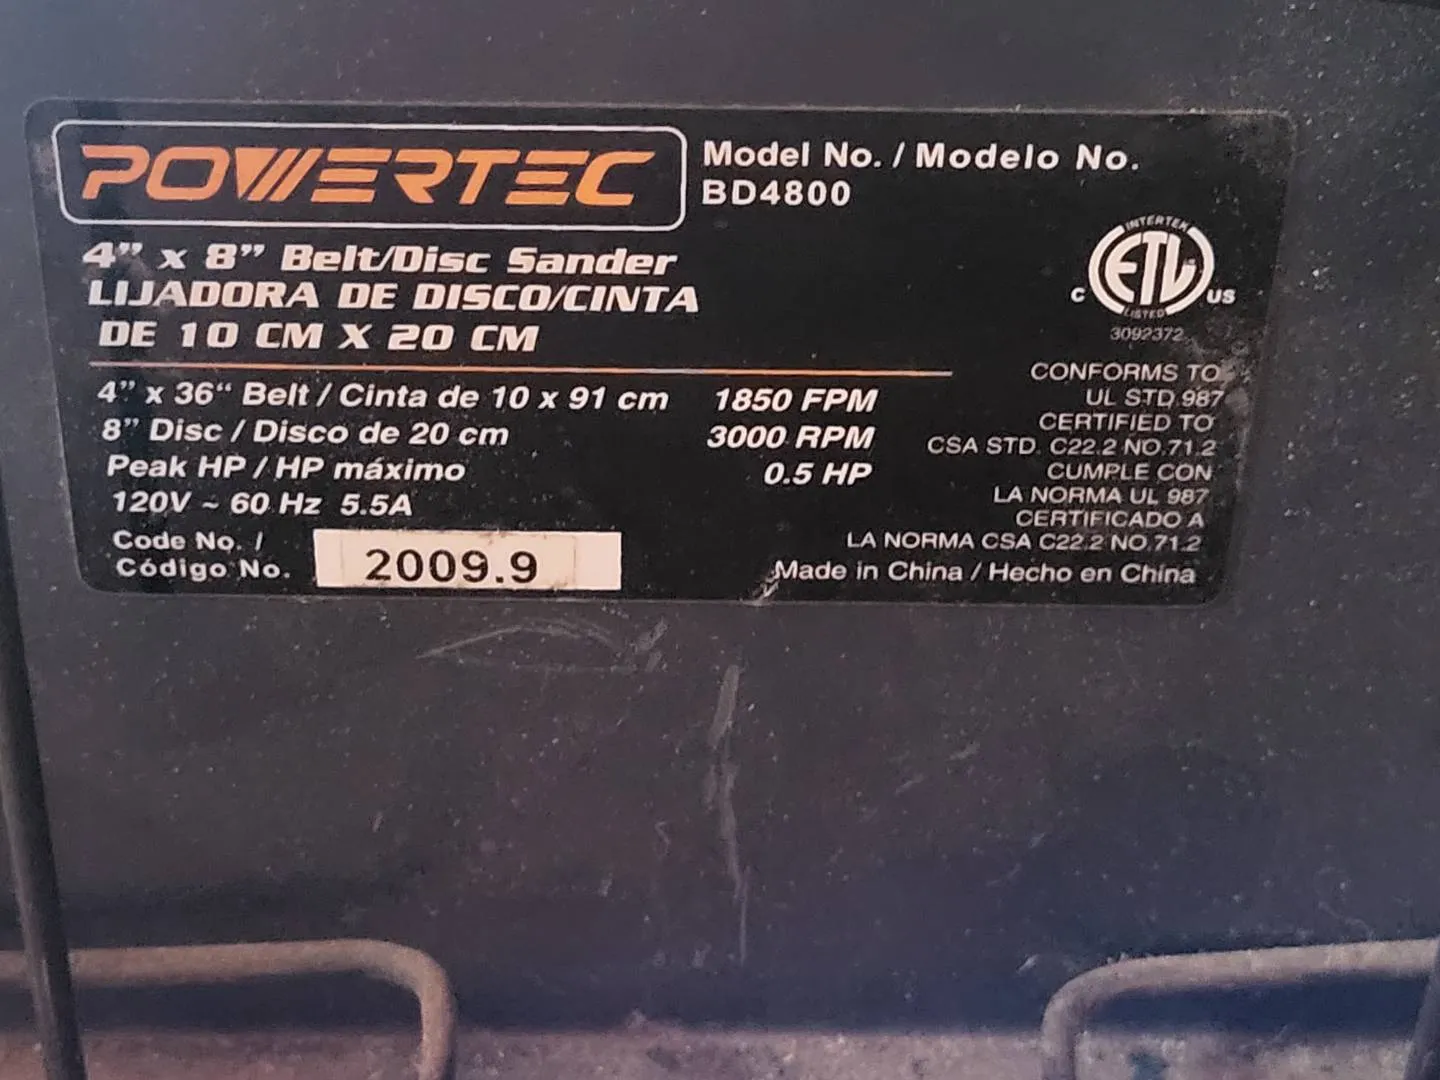 POWERTEC
Model No. / Modelo No.
BD4800
4” x 8” Belt/Disc Sander
LIJADORA DE DISCO/CINTA
DE 10 CM X 20 CM
4” x 36“ Belt / Cinta de 10 x 91 cm 1850 FPM
8” Disc / Disco de 20 cm 3000 RPM
Peak HP / HP máximo 0.5 HP
120V ~ 60 Hz 5.5A
Code No. /
Código No.
2009.9
INTERTEK
C ETL US
LISTED
3092372
CONFORMS TO
UL STD 987
CERTIFIED TO
CSA STD. C22.2 NO.71.2
CUMPLE CON
LA NORMA UL 987
CERTIFICADO A
LA NORMA CSA C22.2 NO.71.2
Made in China / Hecho en China